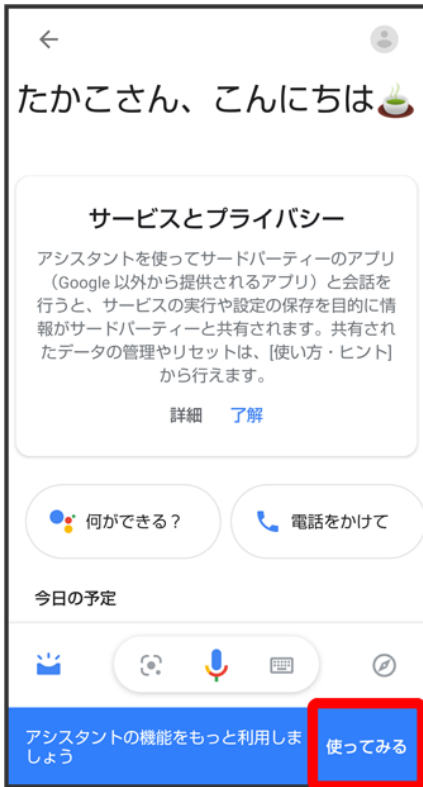 たかこさん、こんにちは🍵
サービスとプライバシー
アシスタントを使ってサードパーティーのアプリ
（Google 以外から提供されるアプリ）と会話を
行うと、サービスの実行や設定の保存を目的に情
報がサードパーティーと共有されます。共有され
たデータの管理やリセットは、[使い方・ヒント]
から行えます。
詳細 了解
何ができる？ 電話をかけて
今日の予定
アシスタントの機能をもっと利用しま
しょう
使ってみる